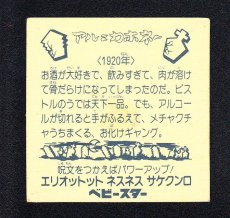 アルこカポネー
〈1920年〉
お酒が大好きで、飲みすぎて、肉が溶け
て骨だらけになってしまったのだ。ピス
トルのうでは天下一品。でも、アルコー
ルが切れると手がふるえて、メチャクチ
ャうちまくる、お化けギャング。
呪文をつかえばパワーアップ!
エリオットット ネスネス サケクンロ
ベビースター